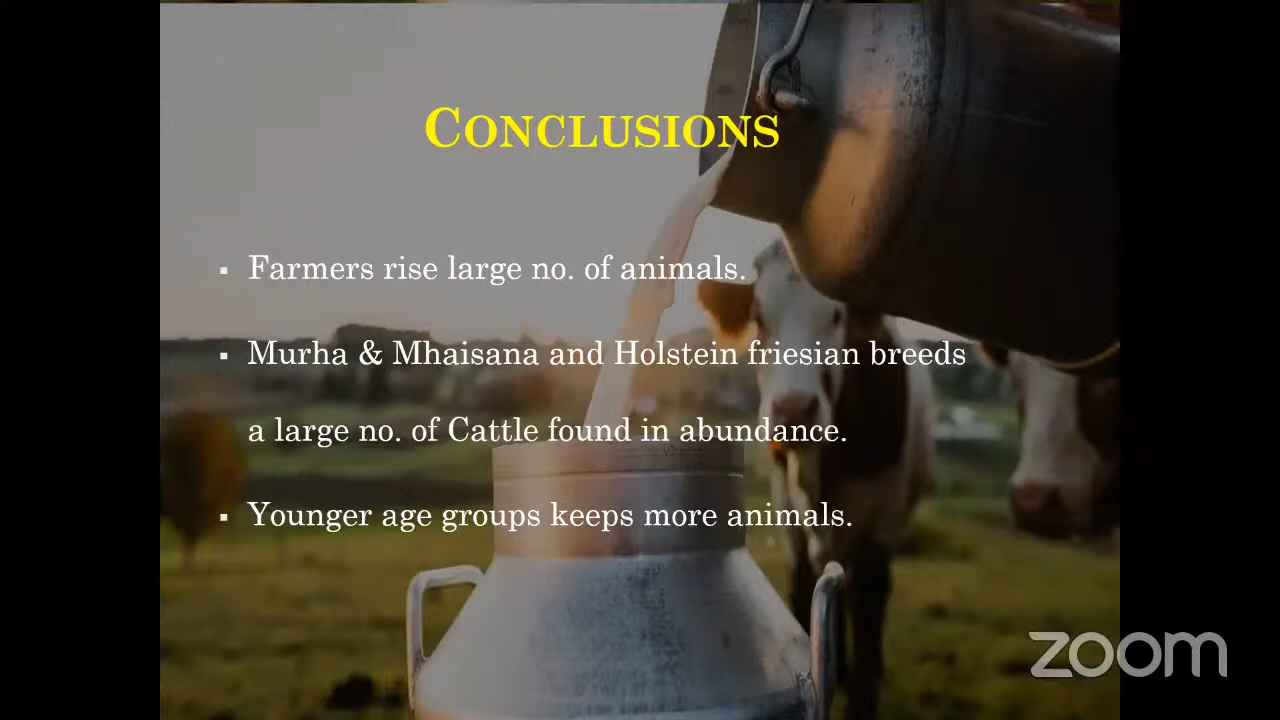 CONCLUSIONS
▪ Farmers rise large no. of animals.
▪ Murha & Mhaisana and Holstein friesian breeds
a large no. of Cattle found in abundance.
▪ Younger age groups keeps more animals.
zoom